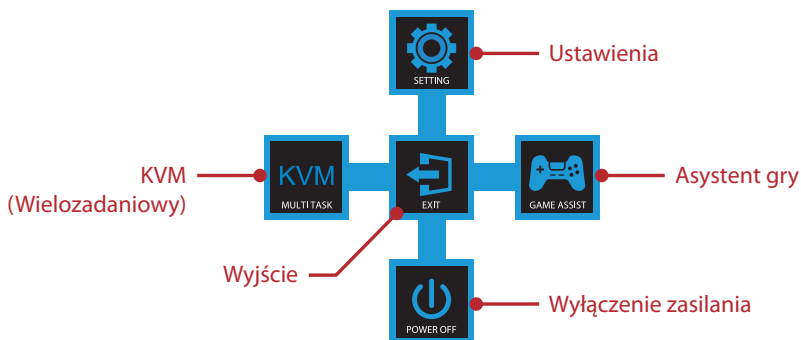 SETTING
Ustawienia
KVM
(Wielozadaniowy)
KVM
MULTI TASK
EXIT
GAME ASSIST
Asystent gry
Wyjście
POWER OFF
Wyłączenie zasilania